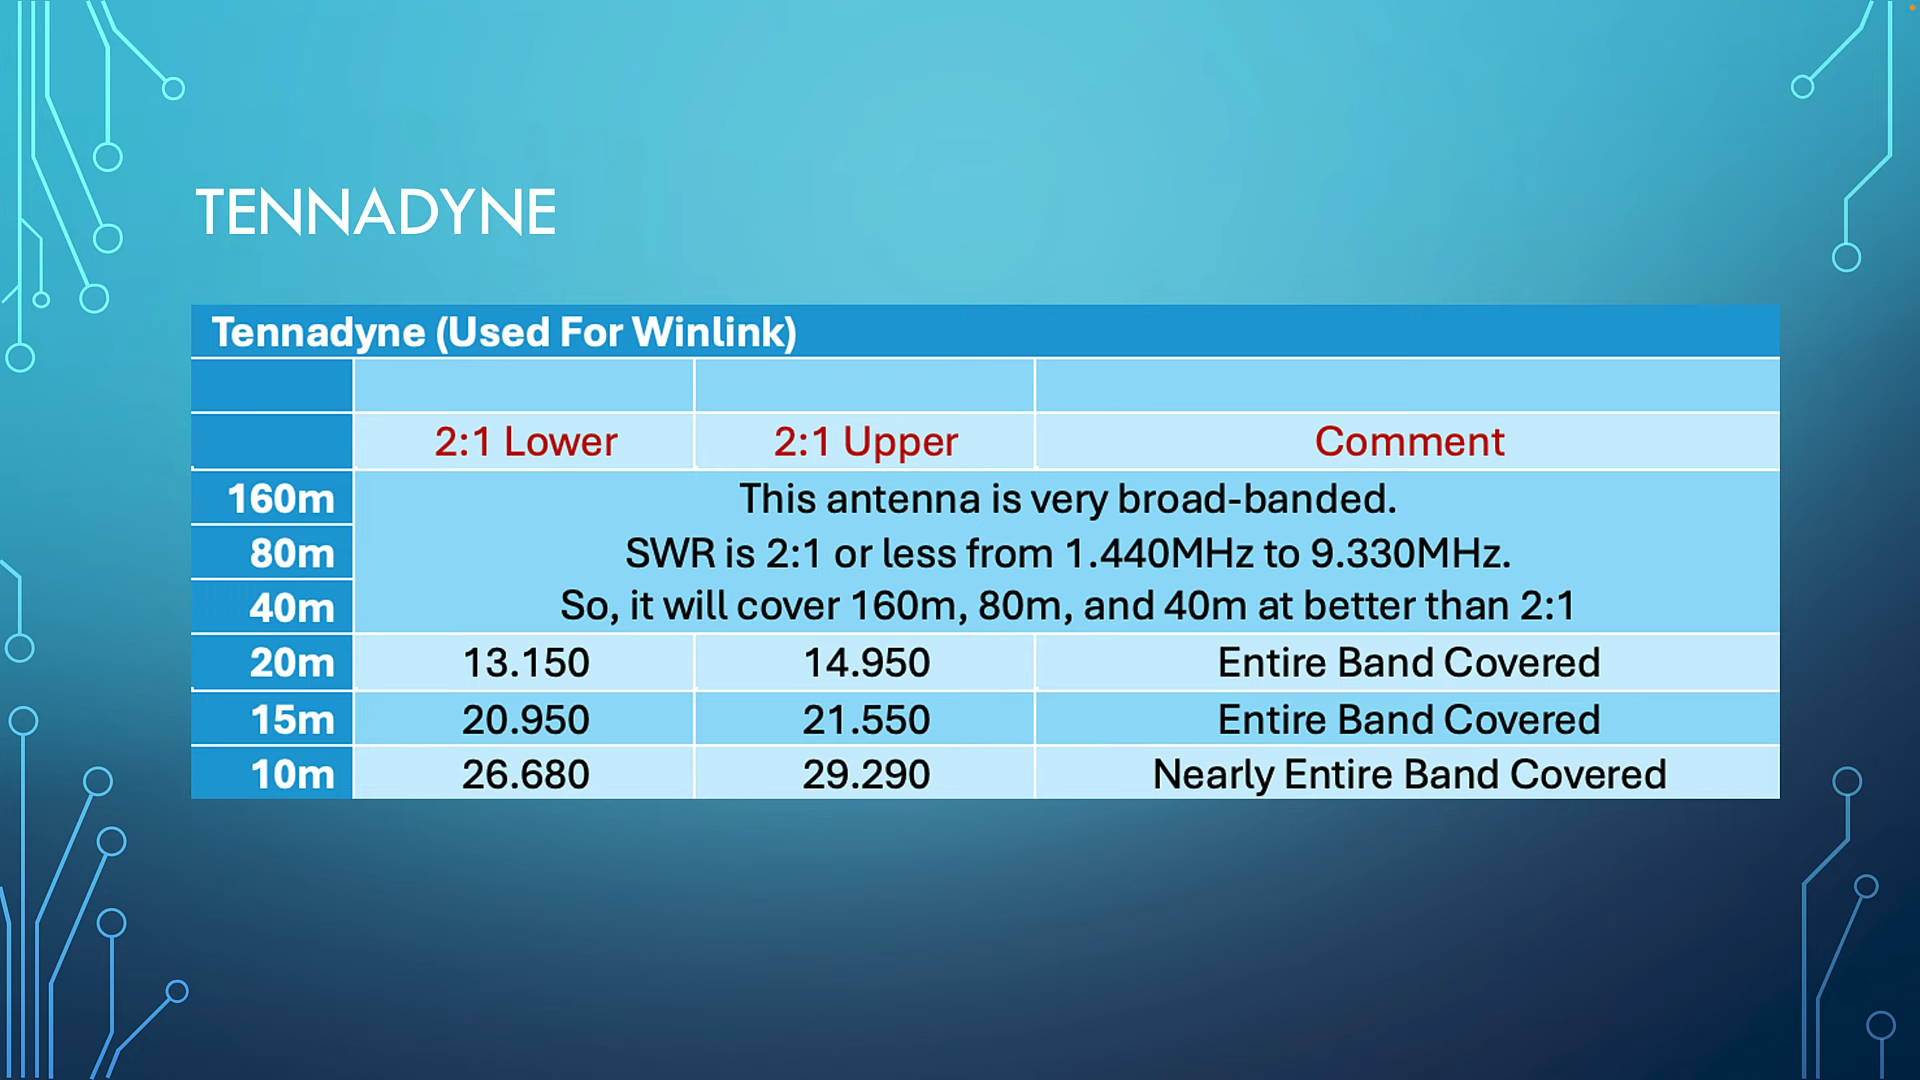 TENNADYNE
Tennadyne (Used For Winlink)
2:1 Lower 2:1 Upper Comment
160m This antenna is very broad-banded.
80m SWR is 2:1 or less from 1.440MHz to 9.330MHz.
40m So, it will cover 160m, 80m, and 40m at better than 2:1
20m 13.150 14.950 Entire Band Covered
15m 20.950 21.550 Entire Band Covered
10m 26.680 29.290 Nearly Entire Band Covered